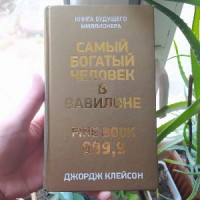 КНИГА БУДУЩЕГО
МИЛЛИОНЕРА
САМЫЙ
БОГАТЫЙ
ЧЕЛОВЕК
В
ВАВИЛОНЕ
FINE BOOK
999,9
ДЖОРДЖ КЛЕЙСОН